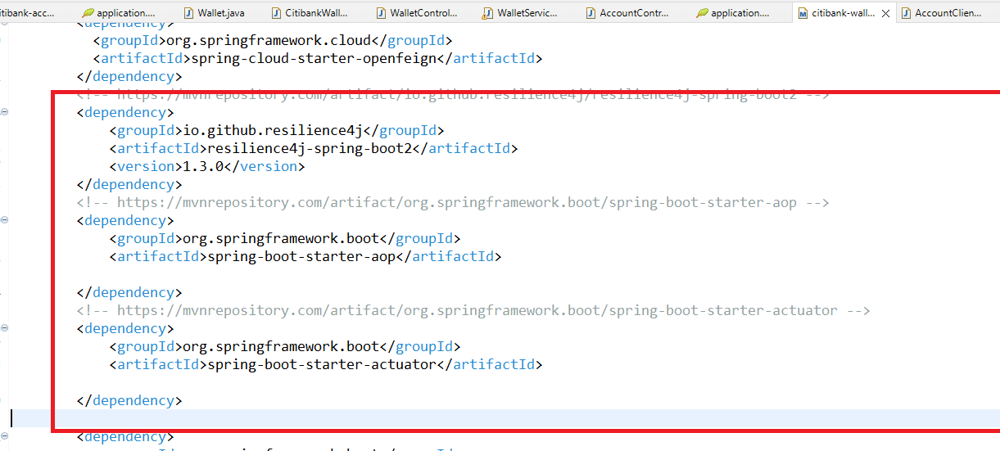 itibank-acc...
application....
Wallet.java
CitibankWall...
WalletControl...
WalletServic...
AccountContr...
application....
citibank-wall...
AccountClien...
<dependency>
<groupId>org.springframework.cloud</groupId>
<artifactId>spring-cloud-starter-openfeign</artifactId>
</dependency>
<!-- https://mvnrepository.com/artifact/io.github.resilience4j/resilience4j-spring-boot2 -->
<dependency>
<groupId>io.github.resilience4j</groupId>
<artifactId>resilience4j-spring-boot2</artifactId>
<version>1.3.0</version>
</dependency>
<!-- https://mvnrepository.com/artifact/org.springframework.boot/spring-boot-starter-aop -->
<dependency>
<groupId>org.springframework.boot</groupId>
<artifactId>spring-boot-starter-aop</artifactId>
</dependency>
<!-- https://mvnrepository.com/artifact/org.springframework.boot/spring-boot-starter-actuator -->
<dependency>
<groupId>org.springframework.boot</groupId>
<artifactId>spring-boot-starter-actuator</artifactId>
</dependency>
<dependency>